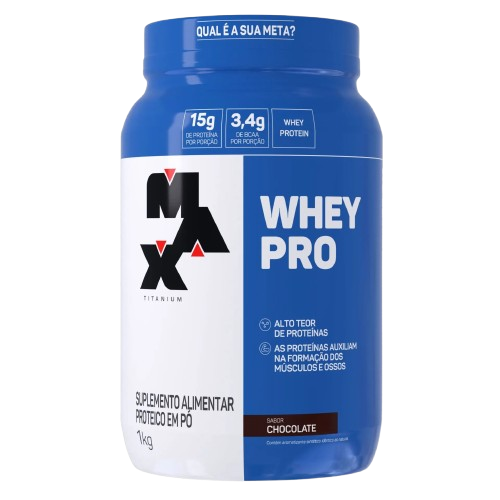 QUAL É A SUA META?
15g
DE PROTEÍNA
POR PORÇÃO
3,4g
DE BCAA
POR PORÇÃO
WHEY
PROTEIN
MAX
TITANIUM
WHEY
PRO
ALTO TEOR
DE PROTEÍNAS
AS PROTEÍNAS AUXILIAM
NA FORMAÇÃO DOS
MÚSCULOS E OSSOS
SUPLEMENTO ALIMENTAR
PROTEICO EM PÓ
1kg
SABOR
CHOCOLATE